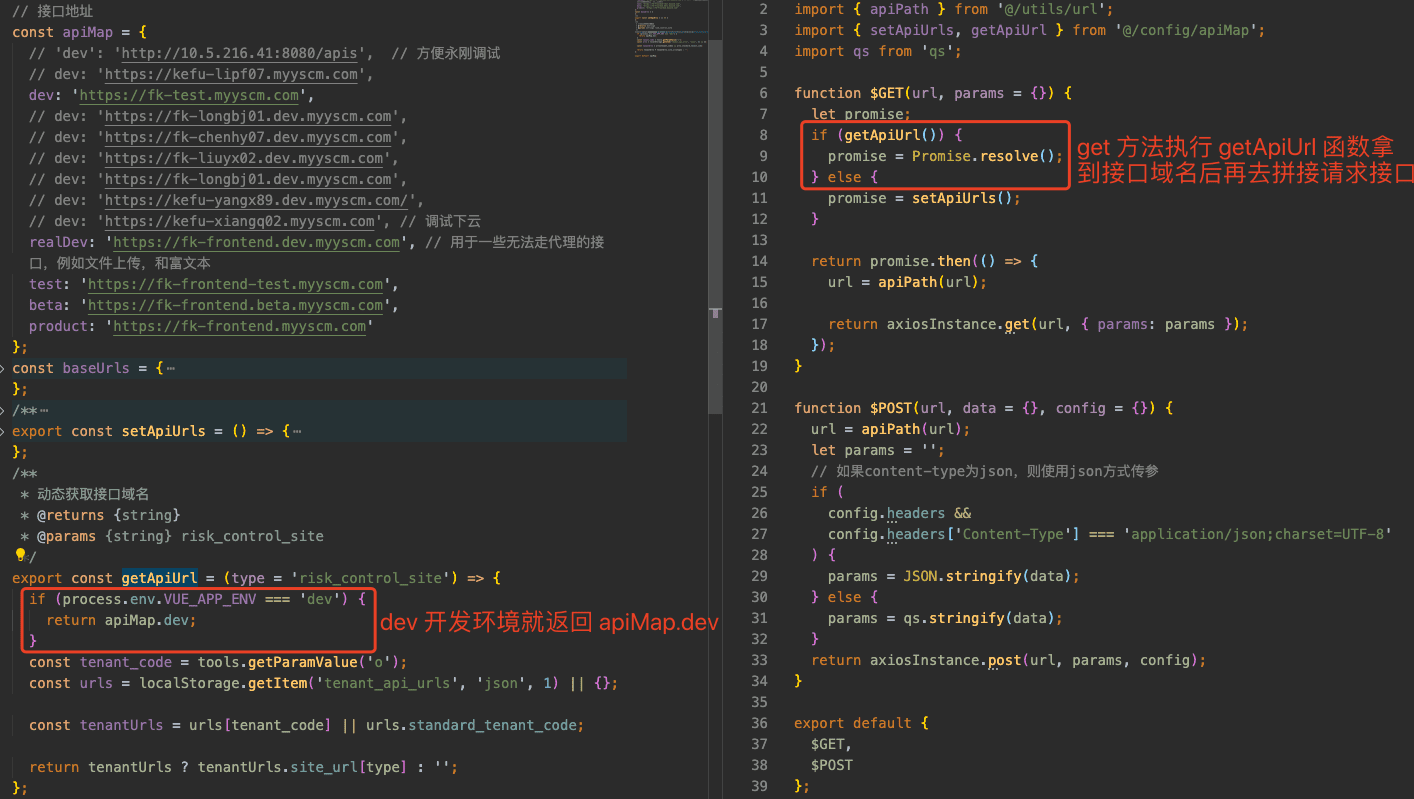 // 接口地址
const apiMap = {
// 'dev': 'http://10.5.216.41:8080/apis', // 方便永刚调试
// dev: 'https://kefu-lipf07.myyscm.com',
dev: 'https://fk-test.myyscm.com',
// dev: 'https://fk-longbj01.dev.myyscm.com',
// dev: 'https://fk-chenhy07.dev.myyscm.com',
// dev: 'https://fk-liuyx02.dev.myyscm.com',
// dev: 'https://fk-longbj01.dev.myyscm.com',
// dev: 'https://kefu-yangx89.dev.myyscm.com/',
// dev: 'https://kefu-xiangq02.myyscm.com', // 调试下云
realDev: 'https://fk-frontend.dev.myyscm.com', // 用于一些无法走代理的接
口，例如文件上传，和富文本
test: 'https://fk-frontend-test.myyscm.com',
beta: 'https://fk-frontend.beta.myyscm.com',
product: 'https://fk-frontend.myyscm.com'
};
const baseUrls = {⋯
};
/**⋯
export const setApiUrls = () => {⋯
};
/**
* 动态获取接口域名
* @returns {string}
* @params {string} risk_control_site
*/
export const getApiUrl = (type = 'risk_control_site') => {
if (process.env.VUE_APP_ENV === 'dev') {
return apiMap.dev;
}
dev 开发环境就返回 apiMap.dev
const tenant_code = tools.getParamValue('o');
const urls = localStorage.getItem('tenant_api_urls', 'json', 1) || {};
const tenantUrls = urls[tenant_code] || urls.standard_tenant_code;
return tenantUrls ? tenantUrls.site_url[type] : '';
};
2 import { apiPath } from '@/utils/url';
3 import { setApiUrls, getApiUrl } from '@/config/apiMap';
4 import qs from 'qs';
5
6 function $GET(url, params = {}) {
7 let promise;
8 if (getApiUrl()) {
9 promise = Promise.resolve();
10 } else {
get 方法执行 getApiUrl 函数拿
到接口域名后再去拼接请求接口
11 promise = setApiUrls();
12 }
13
14 return promise.then(() => {
15 url = apiPath(url);
16
17 return axiosInstance.get(url, { params: params });
18 });
19 }
20
21 function $POST(url, data = {}, config = {}) {
22 url = apiPath(url);
23 let params = '';
24 // 如果content-type为json，则使用json方式传参
25 if (
26 config.headers &&
27 config.headers['Content-Type'] === 'application/json;charset=UTF-8'
28 ) {
29 params = JSON.stringify(data);
30 } else {
31 params = qs.stringify(data);
32 }
33 return axiosInstance.post(url, params, config);
34 }
35
36 export default {
37 $GET,
38 $POST
39 };